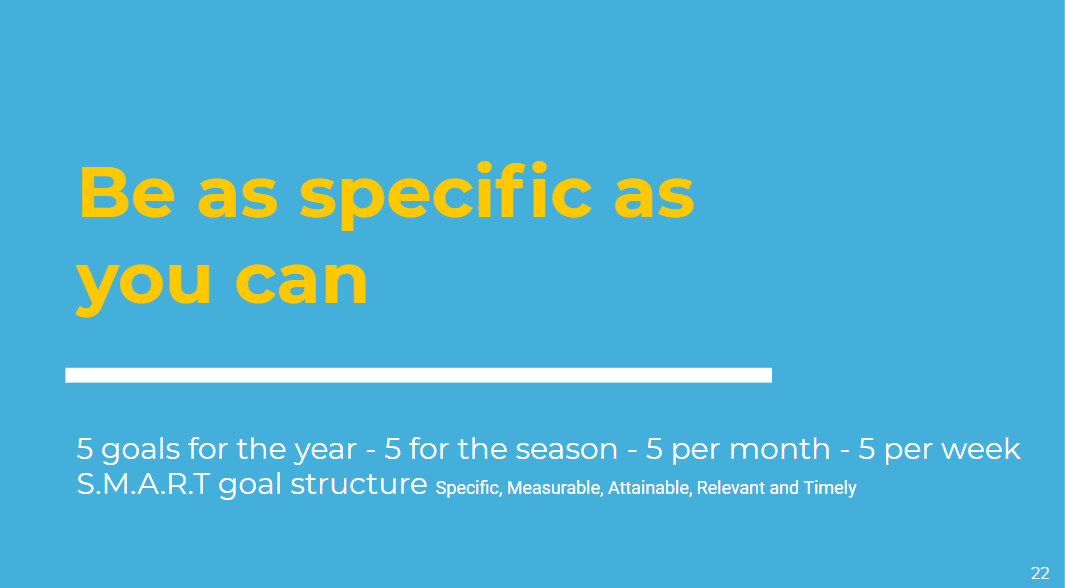 Be as specific as
you can
5 goals for the year - 5 for the season - 5 per month - 5 per week
S.M.A.R.T goal structure Specific, Measurable, Attainable, Relevant and Timely
22